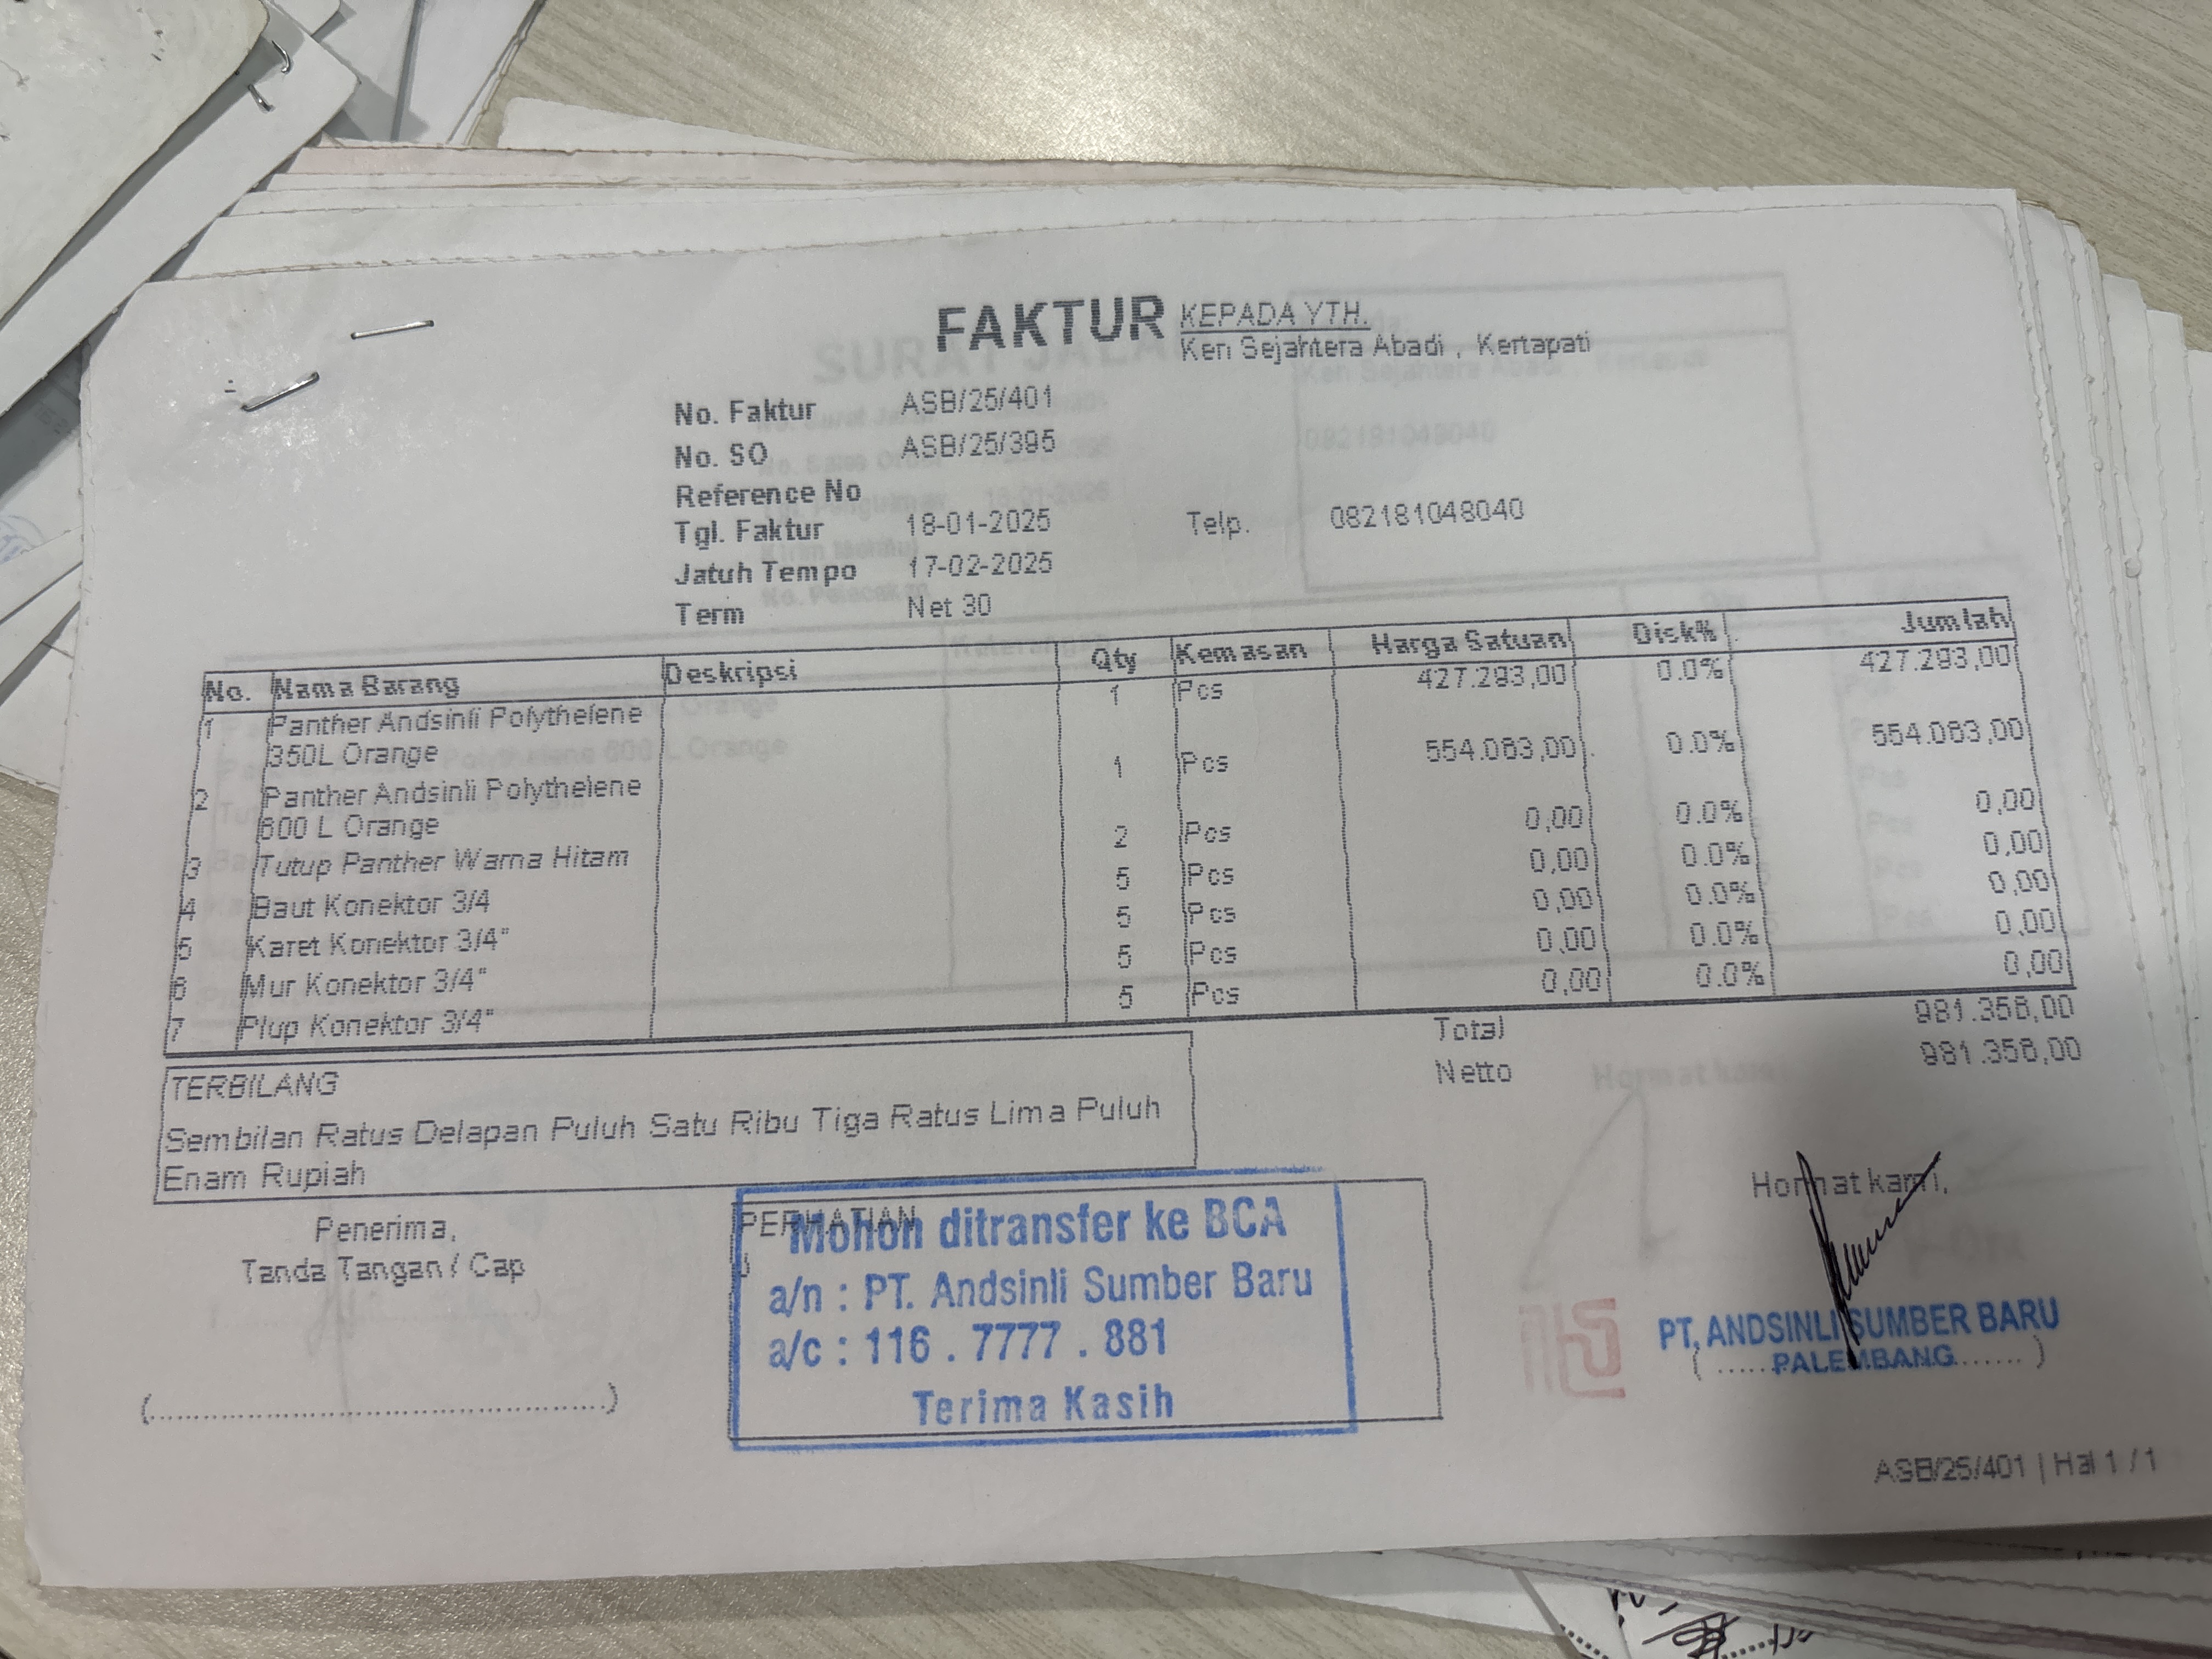 FAKTUR
KEPADA YTH.
Ken Sejahtera Abadi , Kertapati
No. Faktur ASB/25/401
No. SO ASB/25/395
Reference No
Tgl. Faktur 18-01-2025 Telp. 082181048040
Jatuh Tempo 17-02-2025
Term Net 30
No. Nama Barang Deskripsi Qty Kemasan Harga Satuan Disk% Jumlah
1 Panther Andsinli Polythelene 1 Pcs 427.293,00 0.0% 427.293,00
350L Orange
2 Panther Andsinli Polythelene 1 Pcs 554.063,00 0.0% 554.063,00
600 L Orange
3 Tutup Panther Warna Hitam 2 Pcs 0,00 0.0% 0,00
4 Baut Konektor 3/4 5 Pcs 0,00 0.0% 0,00
5 Karet Konektor 3/4" 5 Pcs 0,00 0.0% 0,00
6 Mur Konektor 3/4" 5 Pcs 0,00 0.0% 0,00
7 Plup Konektor 3/4" 5 Pcs 0,00 0.0% 0,00
Total 981.356,00
Netto 981.356,00
TERBILANG
Sembilan Ratus Delapan Puluh Satu Ribu Tiga Ratus Lima Puluh
Enam Rupiah
Penerima,
Tanda Tangan / Cap
(..............................................)
PERHATIAN
Mohon ditransfer ke BCA
a/n : PT. Andsinli Sumber Baru
a/c : 116 . 7777 . 881
Terima Kasih
Hormat kami,
PT. ANDSINLI SUMBER BARU
PALEMBANG
ASB/25/401 | Hal 1 / 1